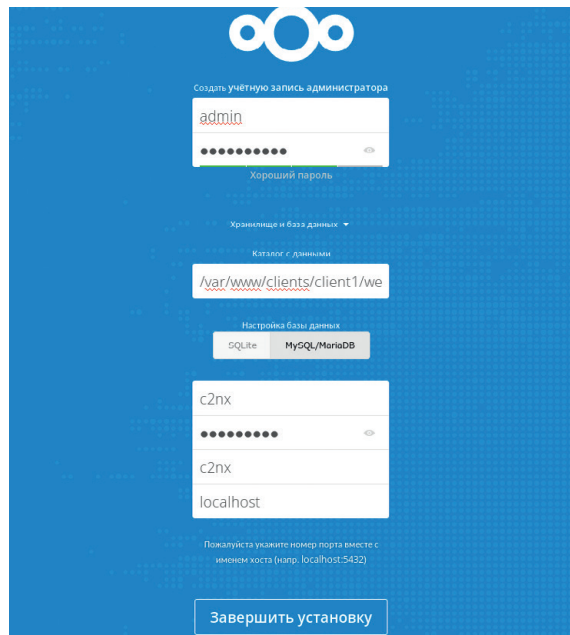 Создать учётную запись администратора
admin
●●●●●●●●●●
Хороший пароль
Хранилище и база данных
Каталог с данными
/var/www/clients/client1/we
Настройка базы данных
SQLite MySQL/MariaDB
c2nx
●●●●●●●●●
c2nx
localhost
Пожалуйста укажите номер порта вместе с
именем хоста (напр. localhost:5432)
Завершить установку